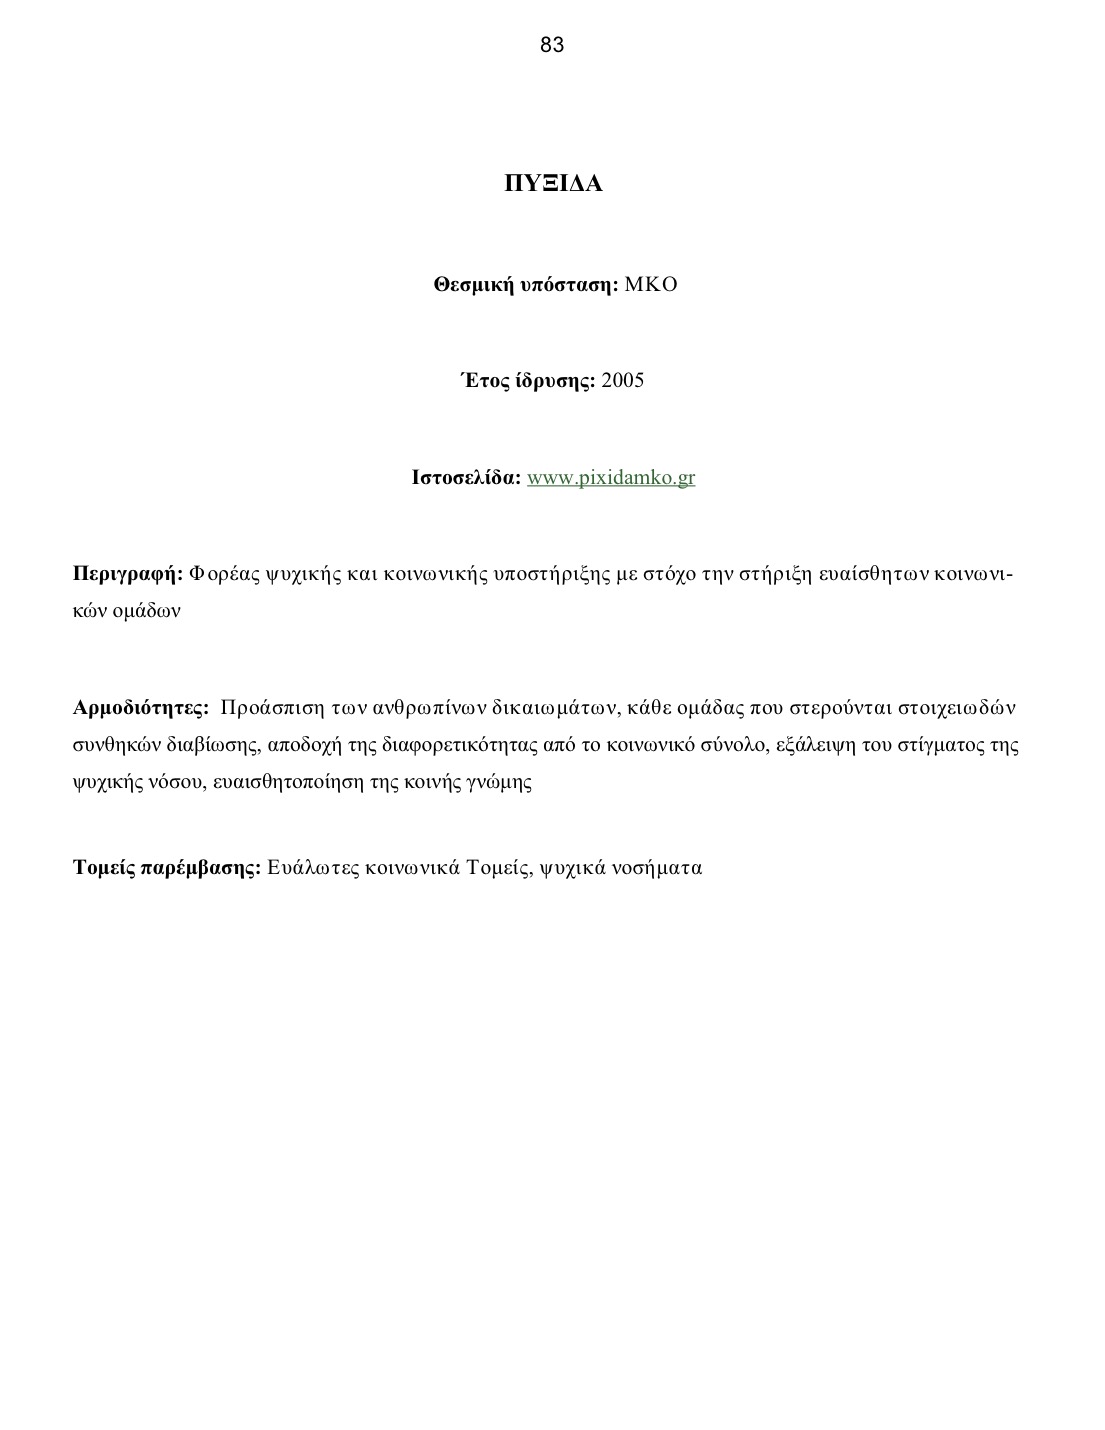 83
ΠΥΞΙΔΑ
Θεσμική υπόσταση: ΜΚΟ
Έτος ίδρυσης: 2005
Ιστοσελίδα: www.pixidamko.gr
Περιγραφή: Φορέας ψυχικής και κοινωνικής υποστήριξης με στόχο την στήριξη ευαίσθητων κοινωνι-
κών ομάδων
Αρμοδιότητες: Προάσπιση των ανθρωπίνων δικαιωμάτων, κάθε ομάδας που στερούνται στοιχειωδών
συνθηκών διαβίωσης, αποδοχή της διαφορετικότητας από το κοινωνικό σύνολο, εξάλειψη του στίγματος της
ψυχικής νόσου, ευαισθητοποίηση της κοινής γνώμης
Τομείς παρέμβασης: Ευάλωτες κοινωνικά Τομείς, ψυχικά νοσήματα